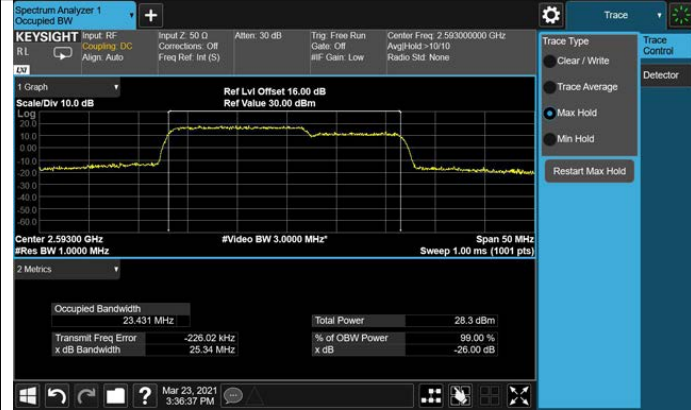 Spectrum Analyzer 1
Occupied BW
+
Trace
KEYSIGHT
RL
LXI
Input: RF
Coupling: DC
Align: Auto
Input Z: 50 Ω
Corrections: Off
Freq Ref: Int (S)
Atten: 30 dB
Trig: Free Run
Gate: Off
#IF Gain: Low
Center Freq: 2.593000000 GHz
Avg|Hold:>10/10
Radio Std: None
Trace Type
Clear / Write
Trace Average
Max Hold
Min Hold
Restart Max Hold
Trace
Control
Detector
1 Graph
Scale/Div 10.0 dB
Ref Lvl Offset 16.00 dB
Ref Value 30.00 dBm
Log
20.0
10.0
0.00
-10.0
-20.0
-30.0
-40.0
-50.0
-60.0
Center 2.59300 GHz
#Res BW 1.0000 MHz
#Video BW 3.0000 MHz*
Span 50 MHz
Sweep 1.00 ms (1001 pts)
2 Metrics
Occupied Bandwidth
23.431 MHz
Total Power 28.3 dBm
Transmit Freq Error -226.02 kHz
% of OBW Power 99.00 %
x dB Bandwidth 25.34 MHz
x dB -26.00 dB
?
Mar 23, 2021
3:36:37 PM